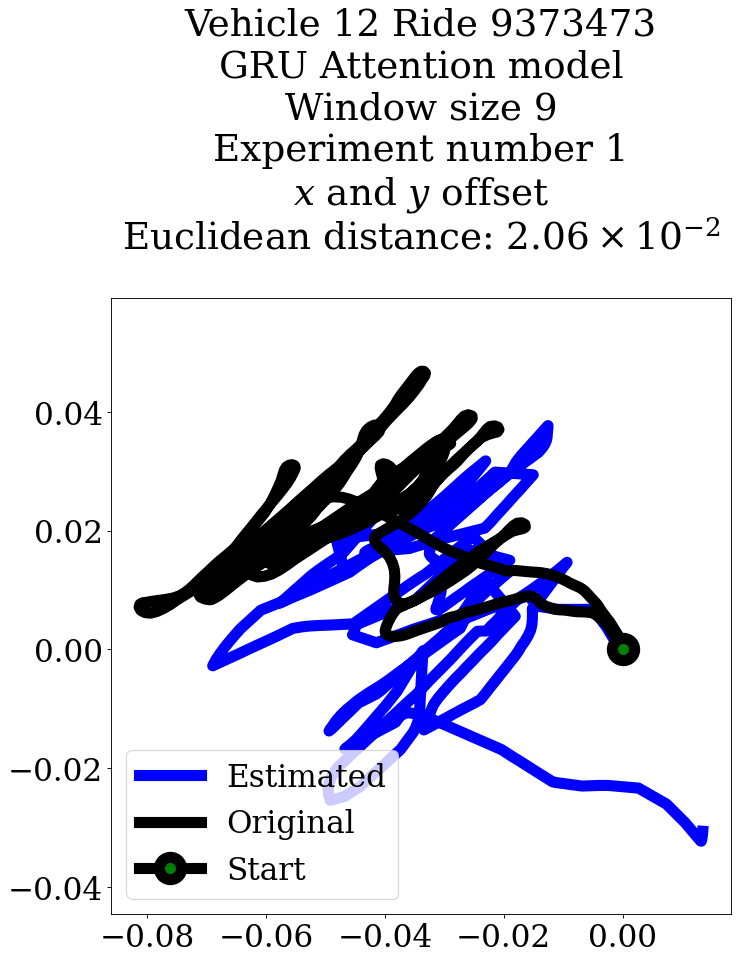 Vehicle 12 Ride 9373473
GRU Attention model
Window size 9
Experiment number 1
x and y offset
Euclidean distance: 2.06 × 10⁻²
0.04
0.02
0.00
−0.02
−0.04
Estimated
Original
Start
−0.08 −0.06 −0.04 −0.02 0.00